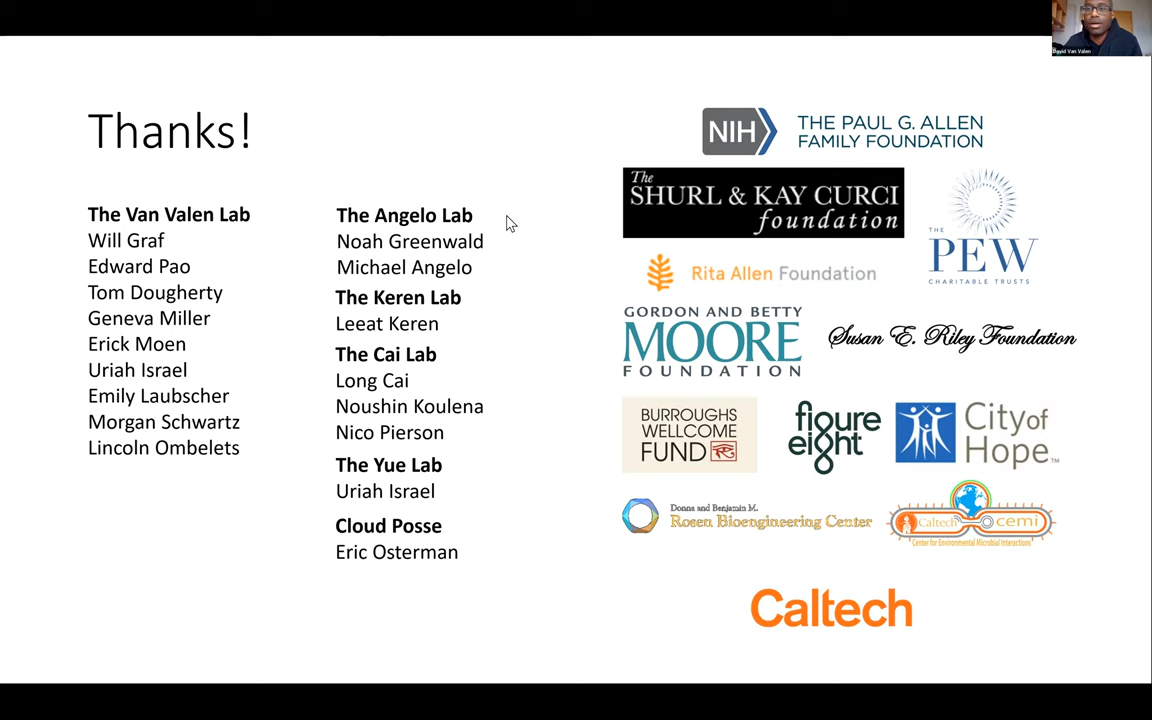 David Van Valen
Thanks!
The Van Valen Lab
Will Graf
Edward Pao
Tom Dougherty
Geneva Miller
Erick Moen
Uriah Israel
Emily Laubscher
Morgan Schwartz
Lincoln Ombelets
The Angelo Lab
Noah Greenwald
Michael Angelo
The Keren Lab
Leeat Keren
The Cai Lab
Long Cai
Noushin Koulena
Nico Pierson
The Yue Lab
Uriah Israel
Cloud Posse
Eric Osterman
NIH
THE PAUL G. ALLEN
FAMILY FOUNDATION
The
SHURL & KAY CURCI
foundation
THE
PEW
CHARITABLE TRUSTS
Rita Allen Foundation
GORDON AND BETTY
MOORE
FOUNDATION
Susan E. Riley Foundation
BURROUGHS
WELLCOME
FUND
figure
eight
City of
Hope™
Donna and Benjamin M.
Rosen Bioengineering Center
Caltech cemi
Center for Environmental Microbial Interactions
Caltech